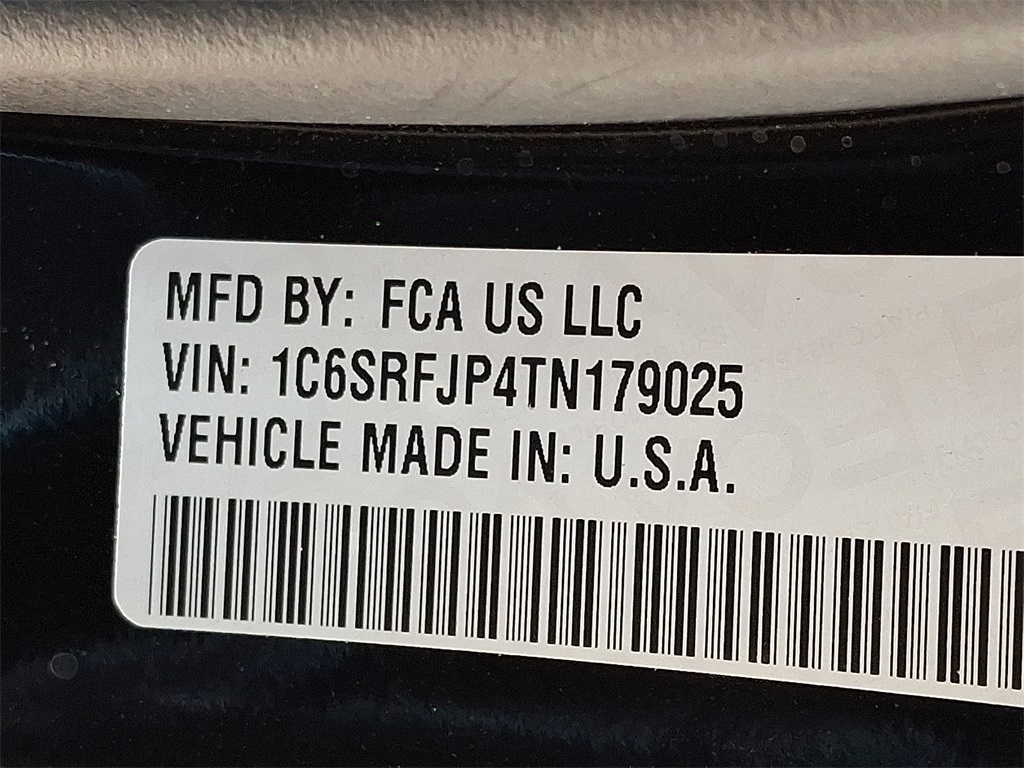 MFD BY: FCA US LLC
VIN: 1C6SRFJP4TN179025
VEHICLE MADE IN: U.S.A.